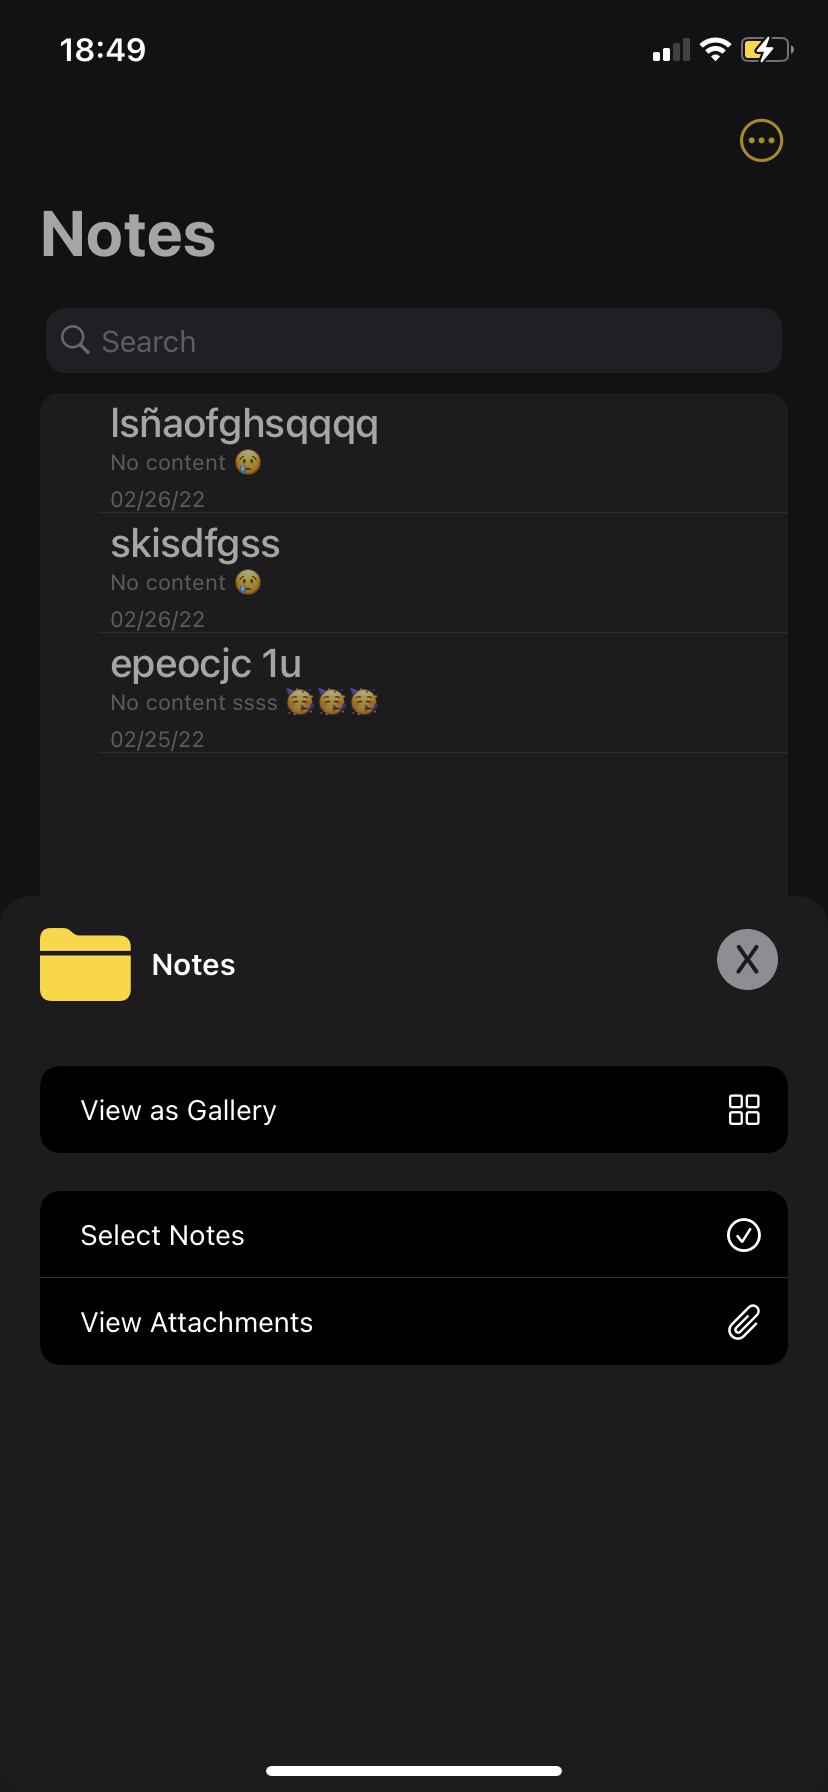 18:49
Notes
Search
lsñaofghsqqqq
No content 😢
02/26/22
skisdfgss
No content 😢
02/26/22
epeocjc 1u
No content ssss 🥳🥳🥳
02/25/22
Notes
X
View as Gallery
Select Notes
View Attachments